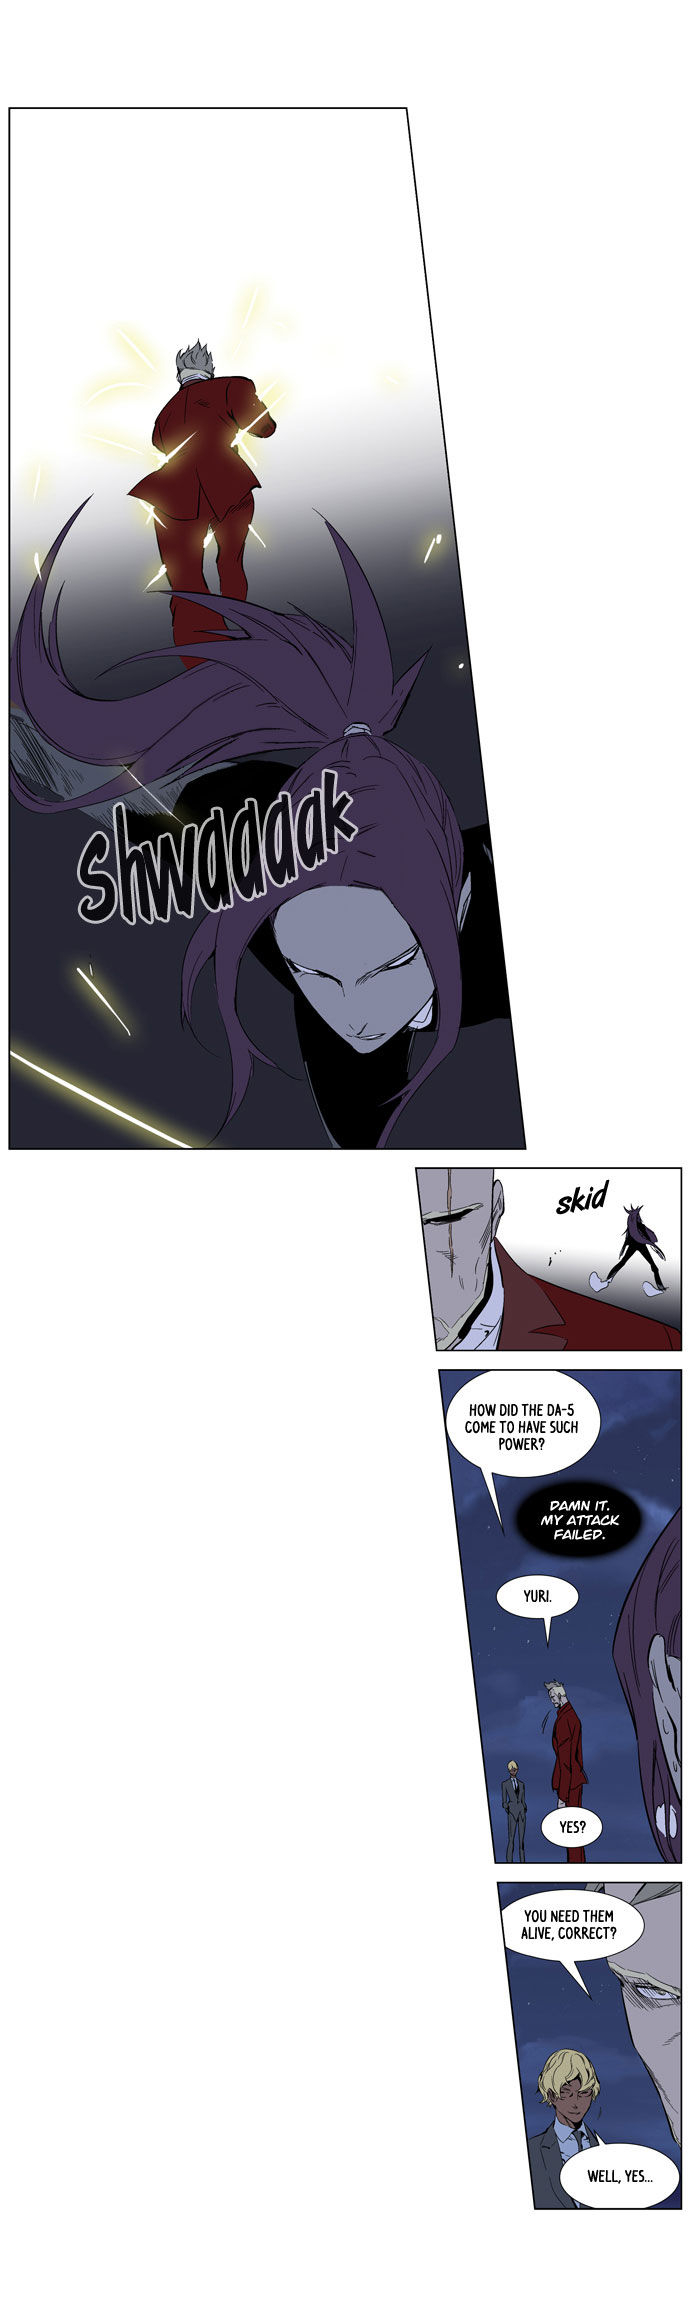 Shwaaaak
skid
HOW DID THE DA-5
COME TO HAVE SUCH
POWER?
DAMN IT.
MY ATTACK
FAILED.
YURI.
YES?
YOU NEED THEM
ALIVE, CORRECT?
WELL, YES...